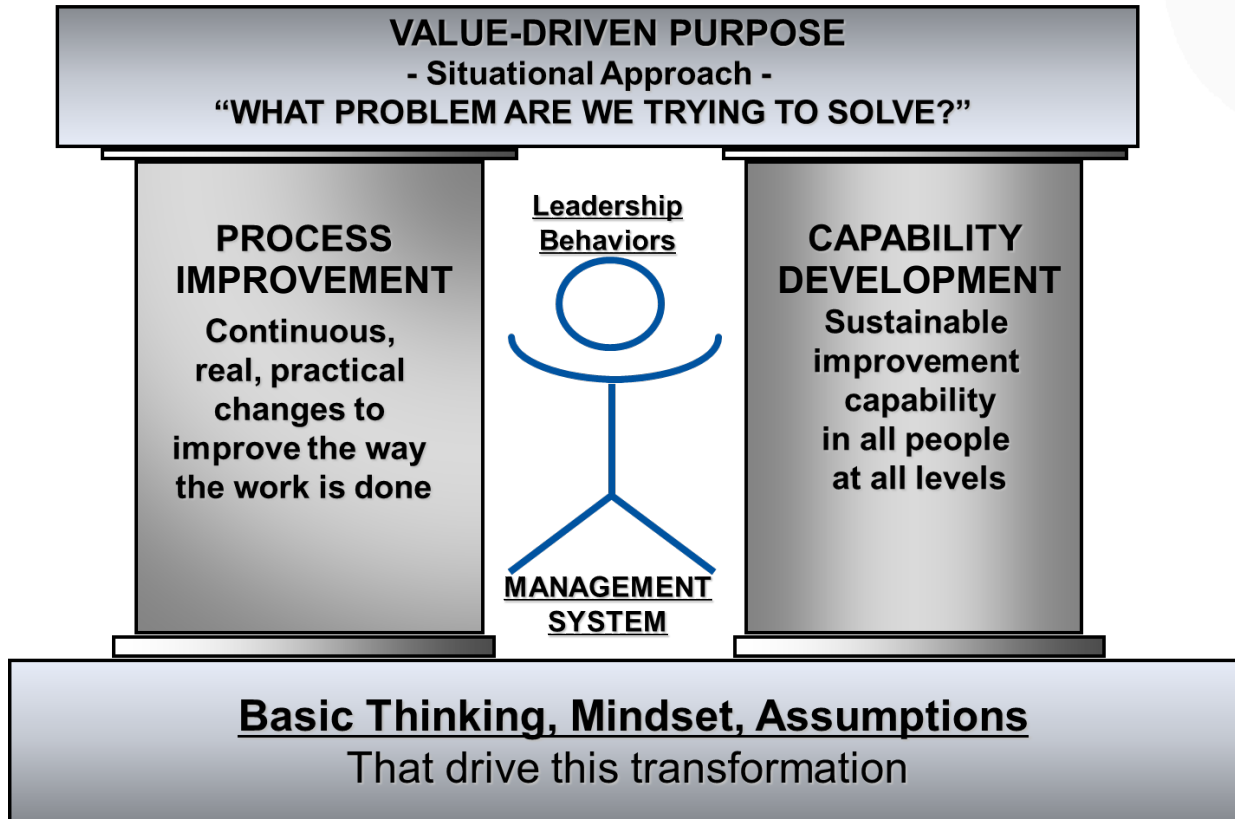 VALUE-DRIVEN PURPOSE
- Situational Approach -
“WHAT PROBLEM ARE WE TRYING TO SOLVE?”
PROCESS
IMPROVEMENT
Continuous,
real, practical
changes to
improve the way
the work is done
Leadership
Behaviors
MANAGEMENT
SYSTEM
CAPABILITY
DEVELOPMENT
Sustainable
improvement
capability
in all people
at all levels
Basic Thinking, Mindset, Assumptions
That drive this transformation